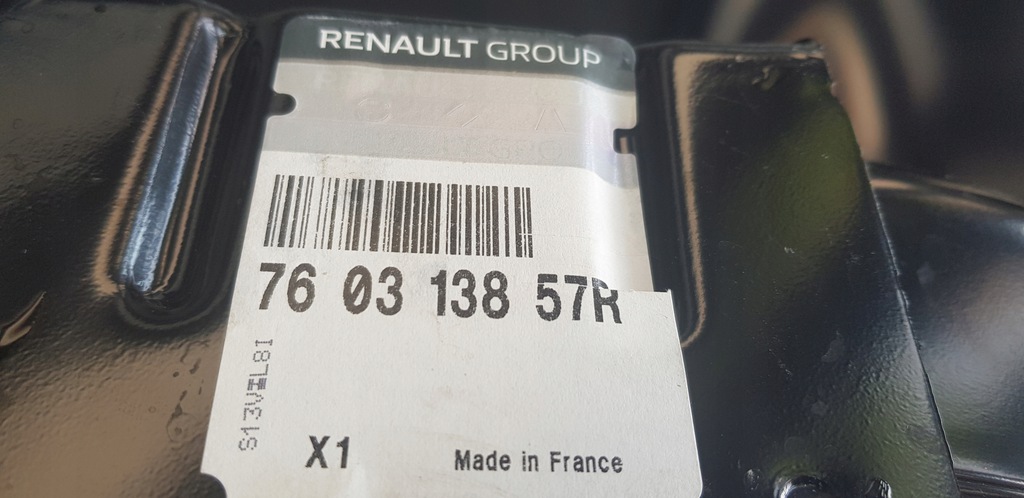 RENAULT GROUP
76 03 138 57R
X1
Made in France